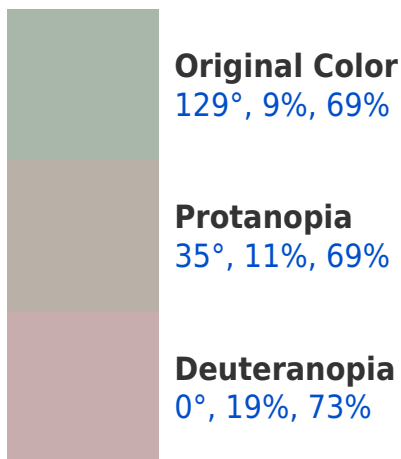 Original Color
129°, 9%, 69%
Protanopia
35°, 11%, 69%
Deuteranopia
0°, 19%, 73%